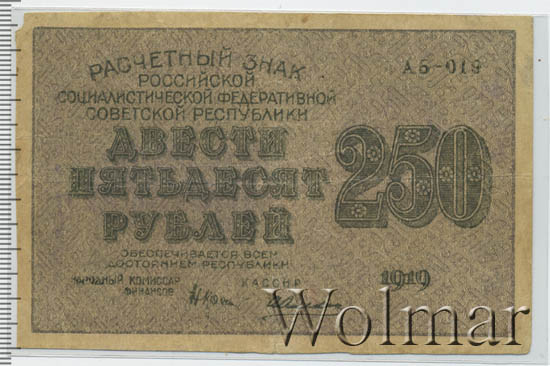 РАСЧЕТНЫЙ ЗНАК
РОССИЙСКОЙ
СОЦИАЛИСТИЧЕСКОЙ ФЕДЕРАТИВНОЙ
СОВЕТСКОЙ РЕСПУБЛИКИ
АБ-019
ДВЕСТИ
ПЯТЬДЕСЯТ
РУБЛЕЙ
250
ОБЕСПЕЧИВАЕТСЯ ВСЕМ
ДОСТОЯНИЕМ РЕСПУБЛИКИ
НАРОДНЫЙ КОМИССАР
ФИНАНСОВ
КАССИР
1919
Wolmar